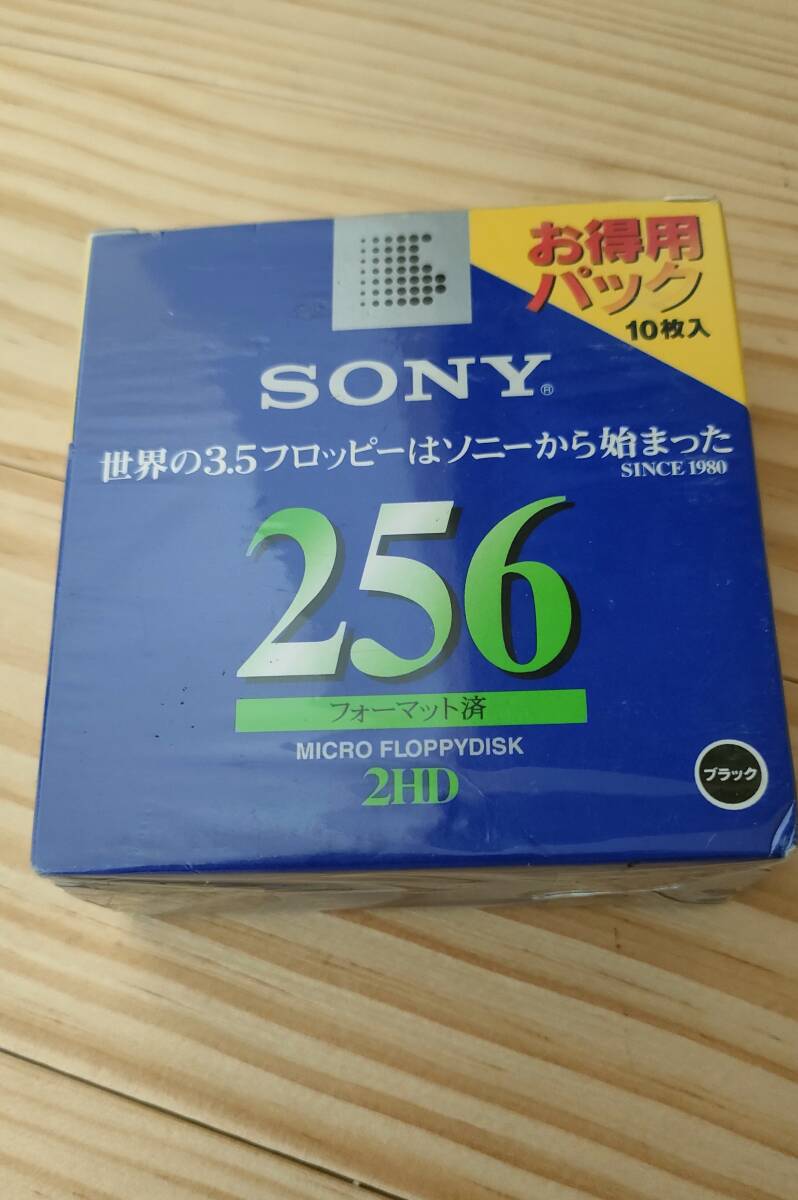 お得用
パック
10枚入
SONY®
世界の3.5フロッピーはソニーから始まった
SINCE 1980
256
フォーマット済
MICRO FLOPPYDISK
2HD
ブラック